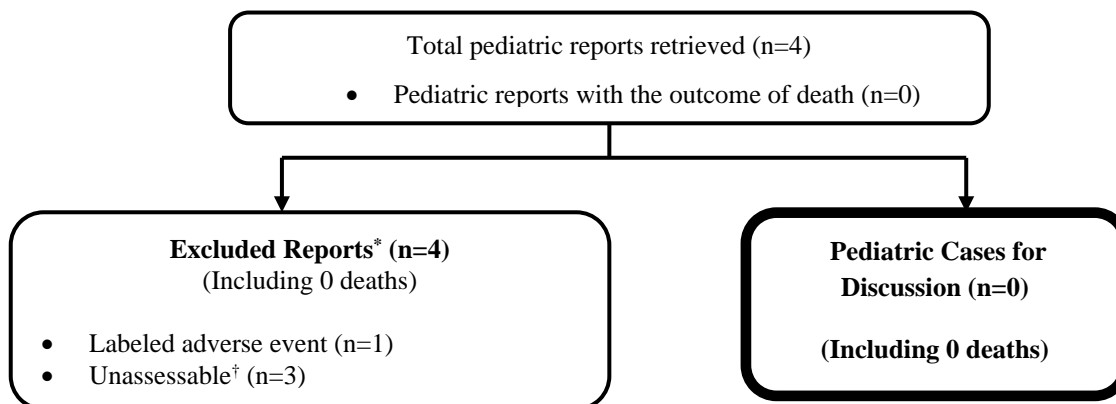 Total pediatric reports retrieved (n=4)
• Pediatric reports with the outcome of death (n=0)
Excluded Reports* (n=4)
(Including 0 deaths)
• Labeled adverse event (n=1)
• Unassessable† (n=3)
Pediatric Cases for
Discussion (n=0)
(Including 0 deaths)